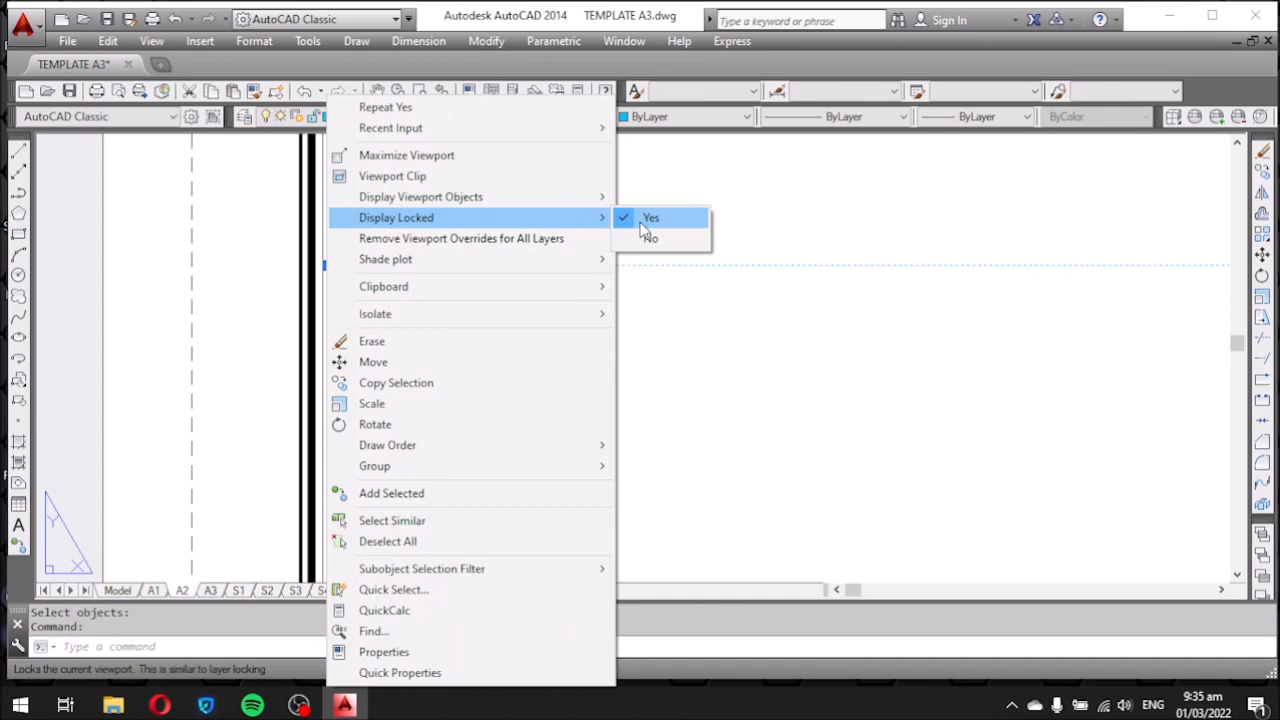 AutoCAD Classic
Autodesk AutoCAD 2014 TEMPLATE A3.dwg
Type a keyword or phrase
Sign In
File Edit View Insert Format Tools Draw Dimension Modify Parametric Window Help Express
TEMPLATE A3*
AutoCAD Classic
ByLayer
ByLayer
ByLayer
ByColor
Repeat Yes
Recent Input
Maximize Viewport
Viewport Clip
Display Viewport Objects
Display Locked
Yes
Remove Viewport Overrides for All Layers
No
Shade plot
Clipboard
Isolate
Erase
Move
Copy Selection
Scale
Rotate
Draw Order
Group
Add Selected
Select Similar
Deselect All
Subobject Selection Filter
Quick Select...
QuickCalc
Find...
Properties
Quick Properties
Y
X
A
Model A1 A2 A3 S1 S2 S3
Select objects:
Command:
Type a command
Locks the current viewport. This is similar to layer locking
ENG
9:35 am
01/03/2022
1